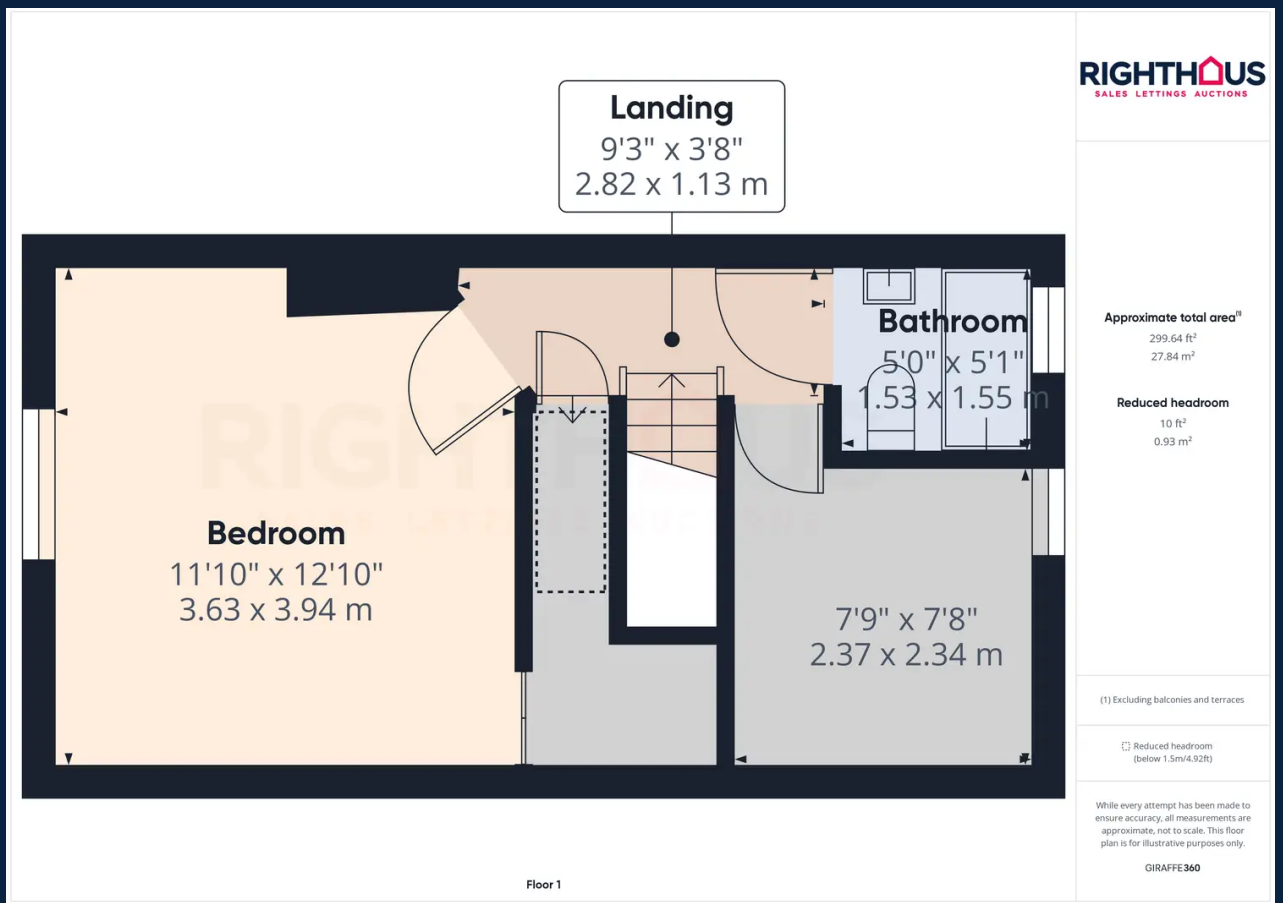 Landing
9'3" x 3'8"
2.82 x 1.13 m
RIGHTHOUS
SALES LETTINGS AUCTIONS
Bathroom
5'0" x 5'1"
1.53 x 1.55 m
Bedroom
11'10" x 12'10"
3.63 x 3.94 m
7'9" x 7'8"
2.37 x 2.34 m
Floor 1
Approximate total area(1)
299.64 ft²
27.84 m²
Reduced headroom
10 ft²
0.93 m²
(1) Excluding balconies and terraces
Reduced headroom
(below 1.5m/4.92ft)
While every attempt has been made to
ensure accuracy, all measurements are
approximate, not to scale. This floor
plan is for illustrative purposes only.
GIRAFFE360